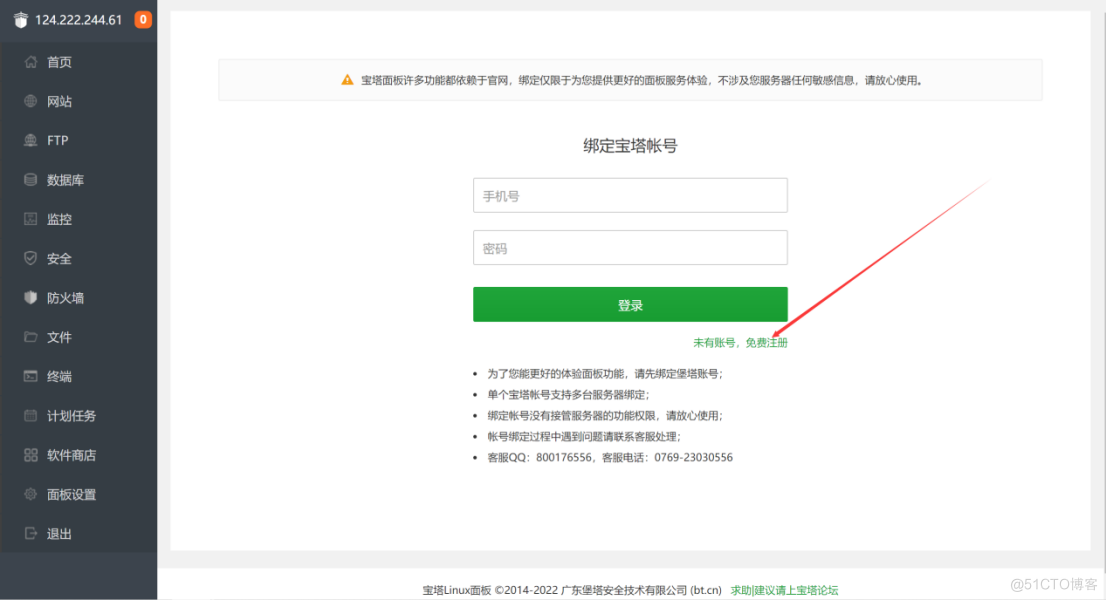 124.222.244.61 0
首页
网站
FTP
数据库
监控
安全
防火墙
文件
终端
计划任务
软件商店
面板设置
退出
宝塔面板许多功能都依赖于官网，绑定仅限于为您提供更好的面板服务体验，不涉及您服务器任何敏感信息，请放心使用。
绑定宝塔帐号
手机号
密码
登录
未有账号，免费注册
为了您能更好的体验面板功能，请先绑定堡塔账号；
单个宝塔帐号支持多台服务器绑定；
绑定帐号没有接管服务器的功能权限，请放心使用；
帐号绑定过程中遇到问题请联系客服处理；
客服QQ：800176556，客服电话：0769-23030556
宝塔Linux面板 ©2014-2022 广东堡塔安全技术有限公司 (bt.cn) 求助|建议请上宝塔论坛
@51CTO博客